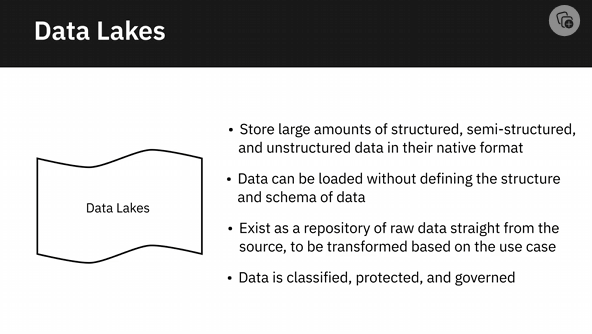 Data Lakes
Data Lakes
• Store large amounts of structured, semi-structured,
and unstructured data in their native format
• Data can be loaded without defining the structure
and schema of data
• Exist as a repository of raw data straight from the
source, to be transformed based on the use case
• Data is classified, protected, and governed